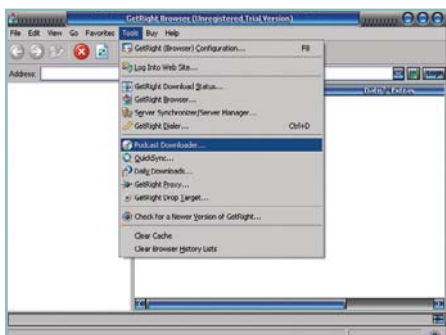 GetRight Browser (Unregistered Trial Version)
File Edit View Go Favorites Tools Buy Help
GetRight (Browser) Configuration... F8
Log Into Web Site...
Address:
GetRight Download Status...
GetRight Browser...
Server Synchronizer/Server Manager...
GetRight Dialer... Ctrl+D
Podcast Downloader...
QuickSync...
Daily Downloads...
GetRight Proxy...
GetRight Drop Target...
Check for a Newer Version of GetRight...
Clear Cache
Clear Browser History Lists